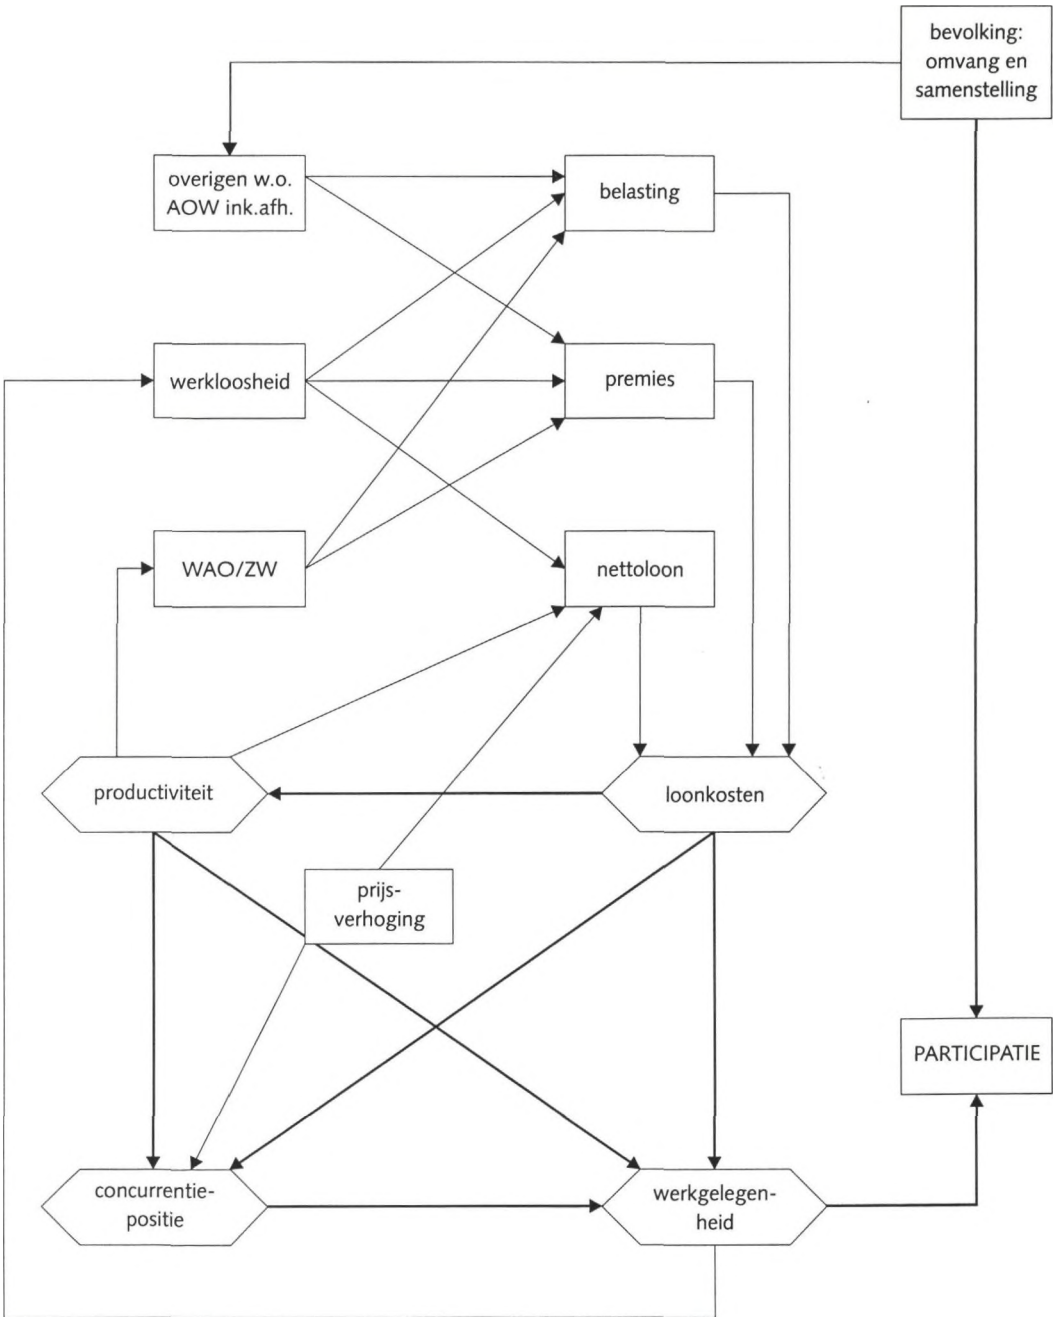 bevolking:
omvang en
samenstelling
overigen w.o.
AOW ink.afh.
belasting
werkloosheid
premies
WAO/ZW
nettoloon
productiviteit
loonkosten
prijs-
verhoging
PARTICIPATIE
concurrentie-
positie
werkgelegen-
heid